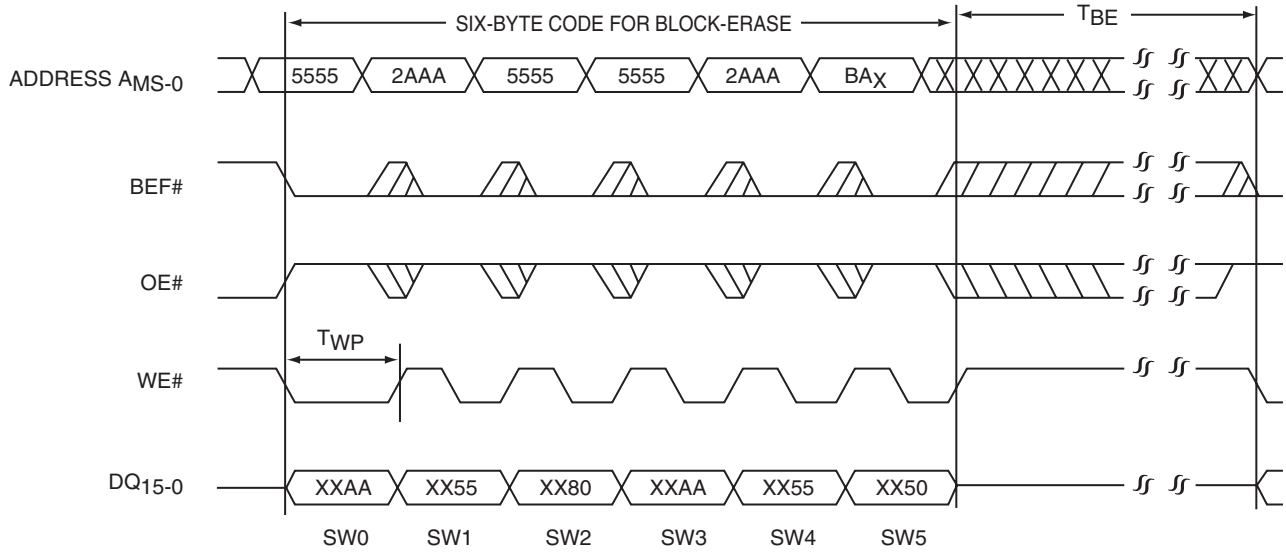 SIX-BYTE CODE FOR BLOCK-ERASE
TBE
ADDRESS AMS-0
5555 2AAA 5555 5555 2AAA BAX
BEF#
OE#
TWP
WE#
DQ15-0
XXAA XX55 XX80 XXAA XX55 XX50
SW0 SW1 SW2 SW3 SW4 SW5